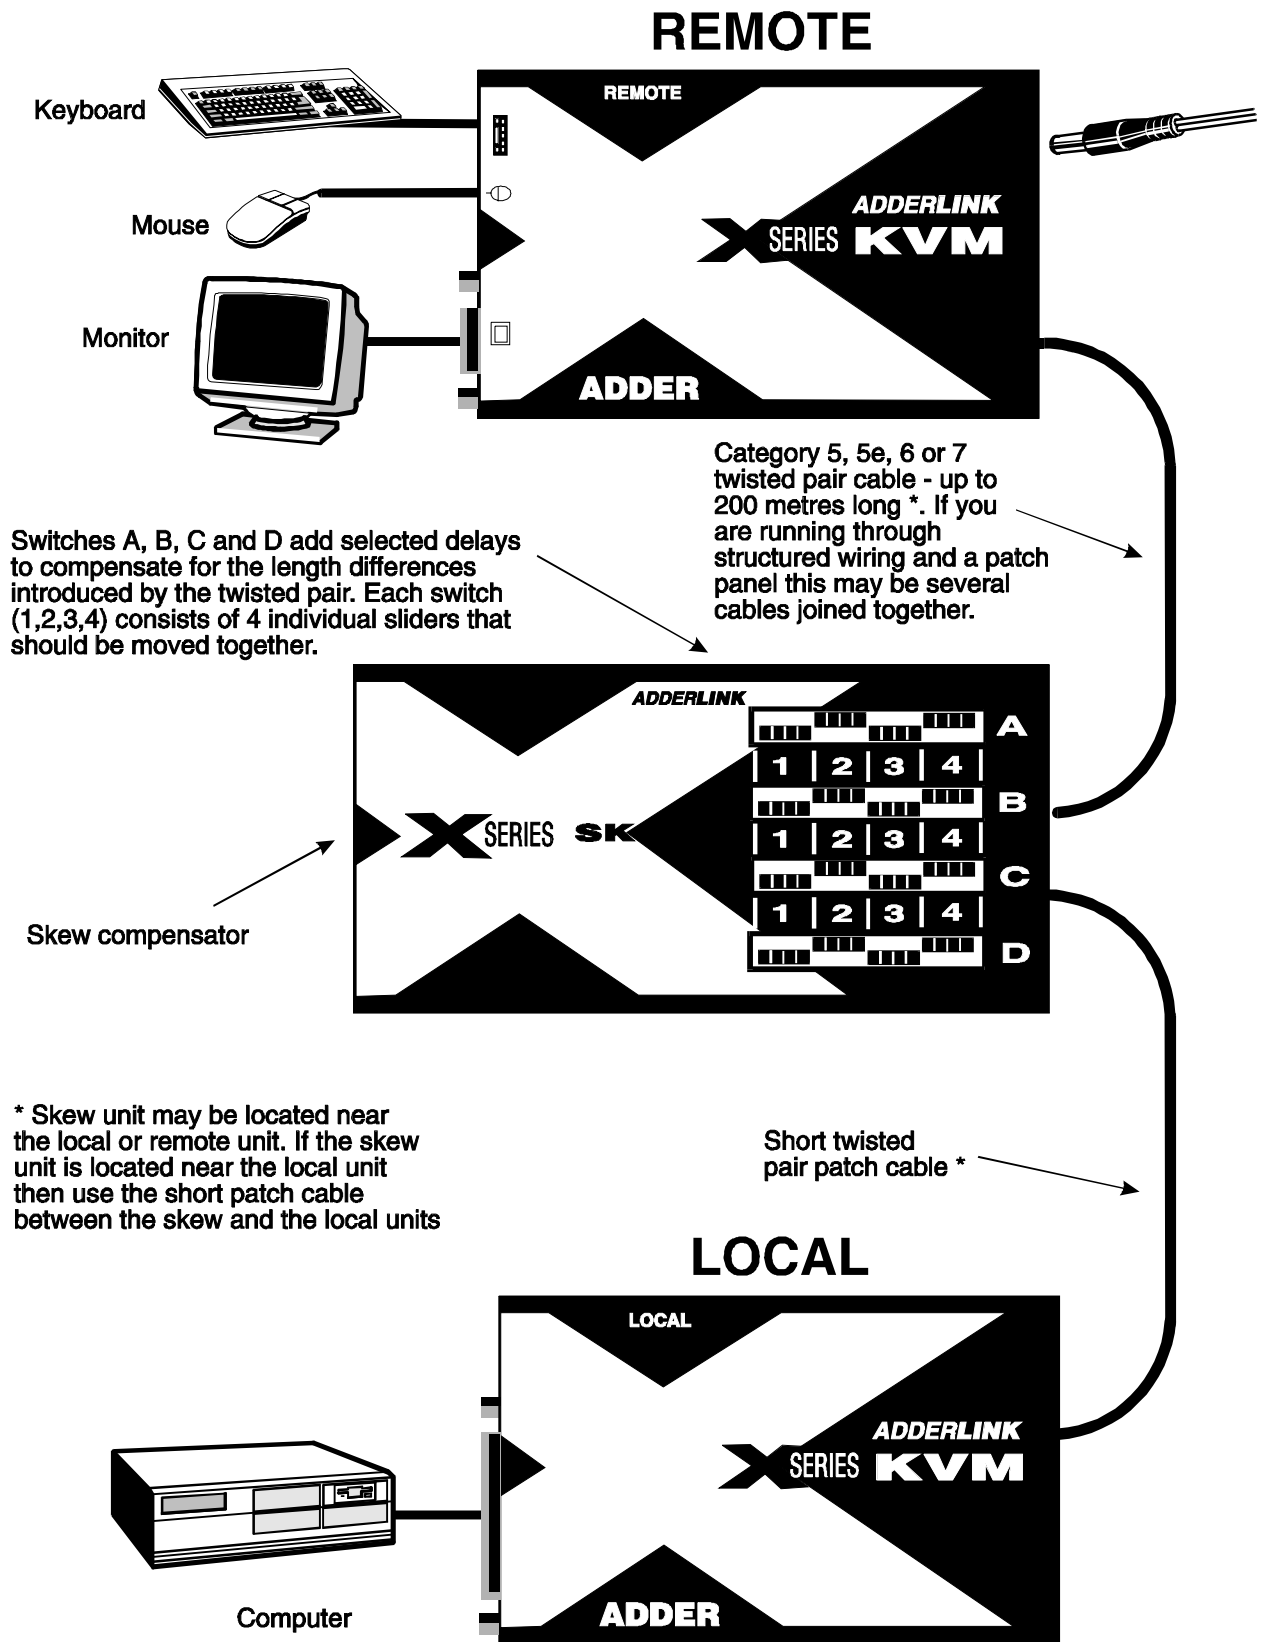 REMOTE
REMOTE
Keyboard
Mouse
Monitor
ADDERLINK
X SERIES KVM
ADDER
Category 5, 5e, 6 or 7
twisted pair cable - up to
200 metres long *. If you
are running through
structured wiring and a patch
panel this may be several
cables joined together.
Switches A, B, C and D add selected delays
to compensate for the length differences
introduced by the twisted pair. Each switch
(1,2,3,4) consists of 4 individual sliders that
should be moved together.
ADDERLINK
X SERIES SK
A
1 2 3 4
B
1 2 3 4
C
1 2 3 4
D
Skew compensator
* Skew unit may be located near
the local or remote unit. If the skew
unit is located near the local unit
then use the short patch cable
between the skew and the local units
Short twisted
pair patch cable *
LOCAL
LOCAL
ADDERLINK
X SERIES KVM
ADDER
Computer